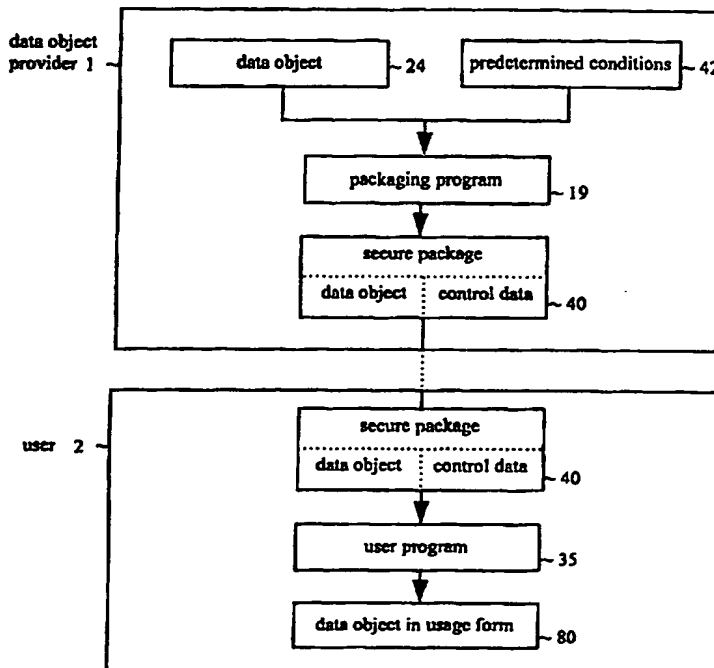 data object
provider 1
data object
24
predetermined conditions
42
packaging program
19
secure package
data object
control data
40
user 2
secure package
data object
control data
40
user program
35
data object in usage form
80